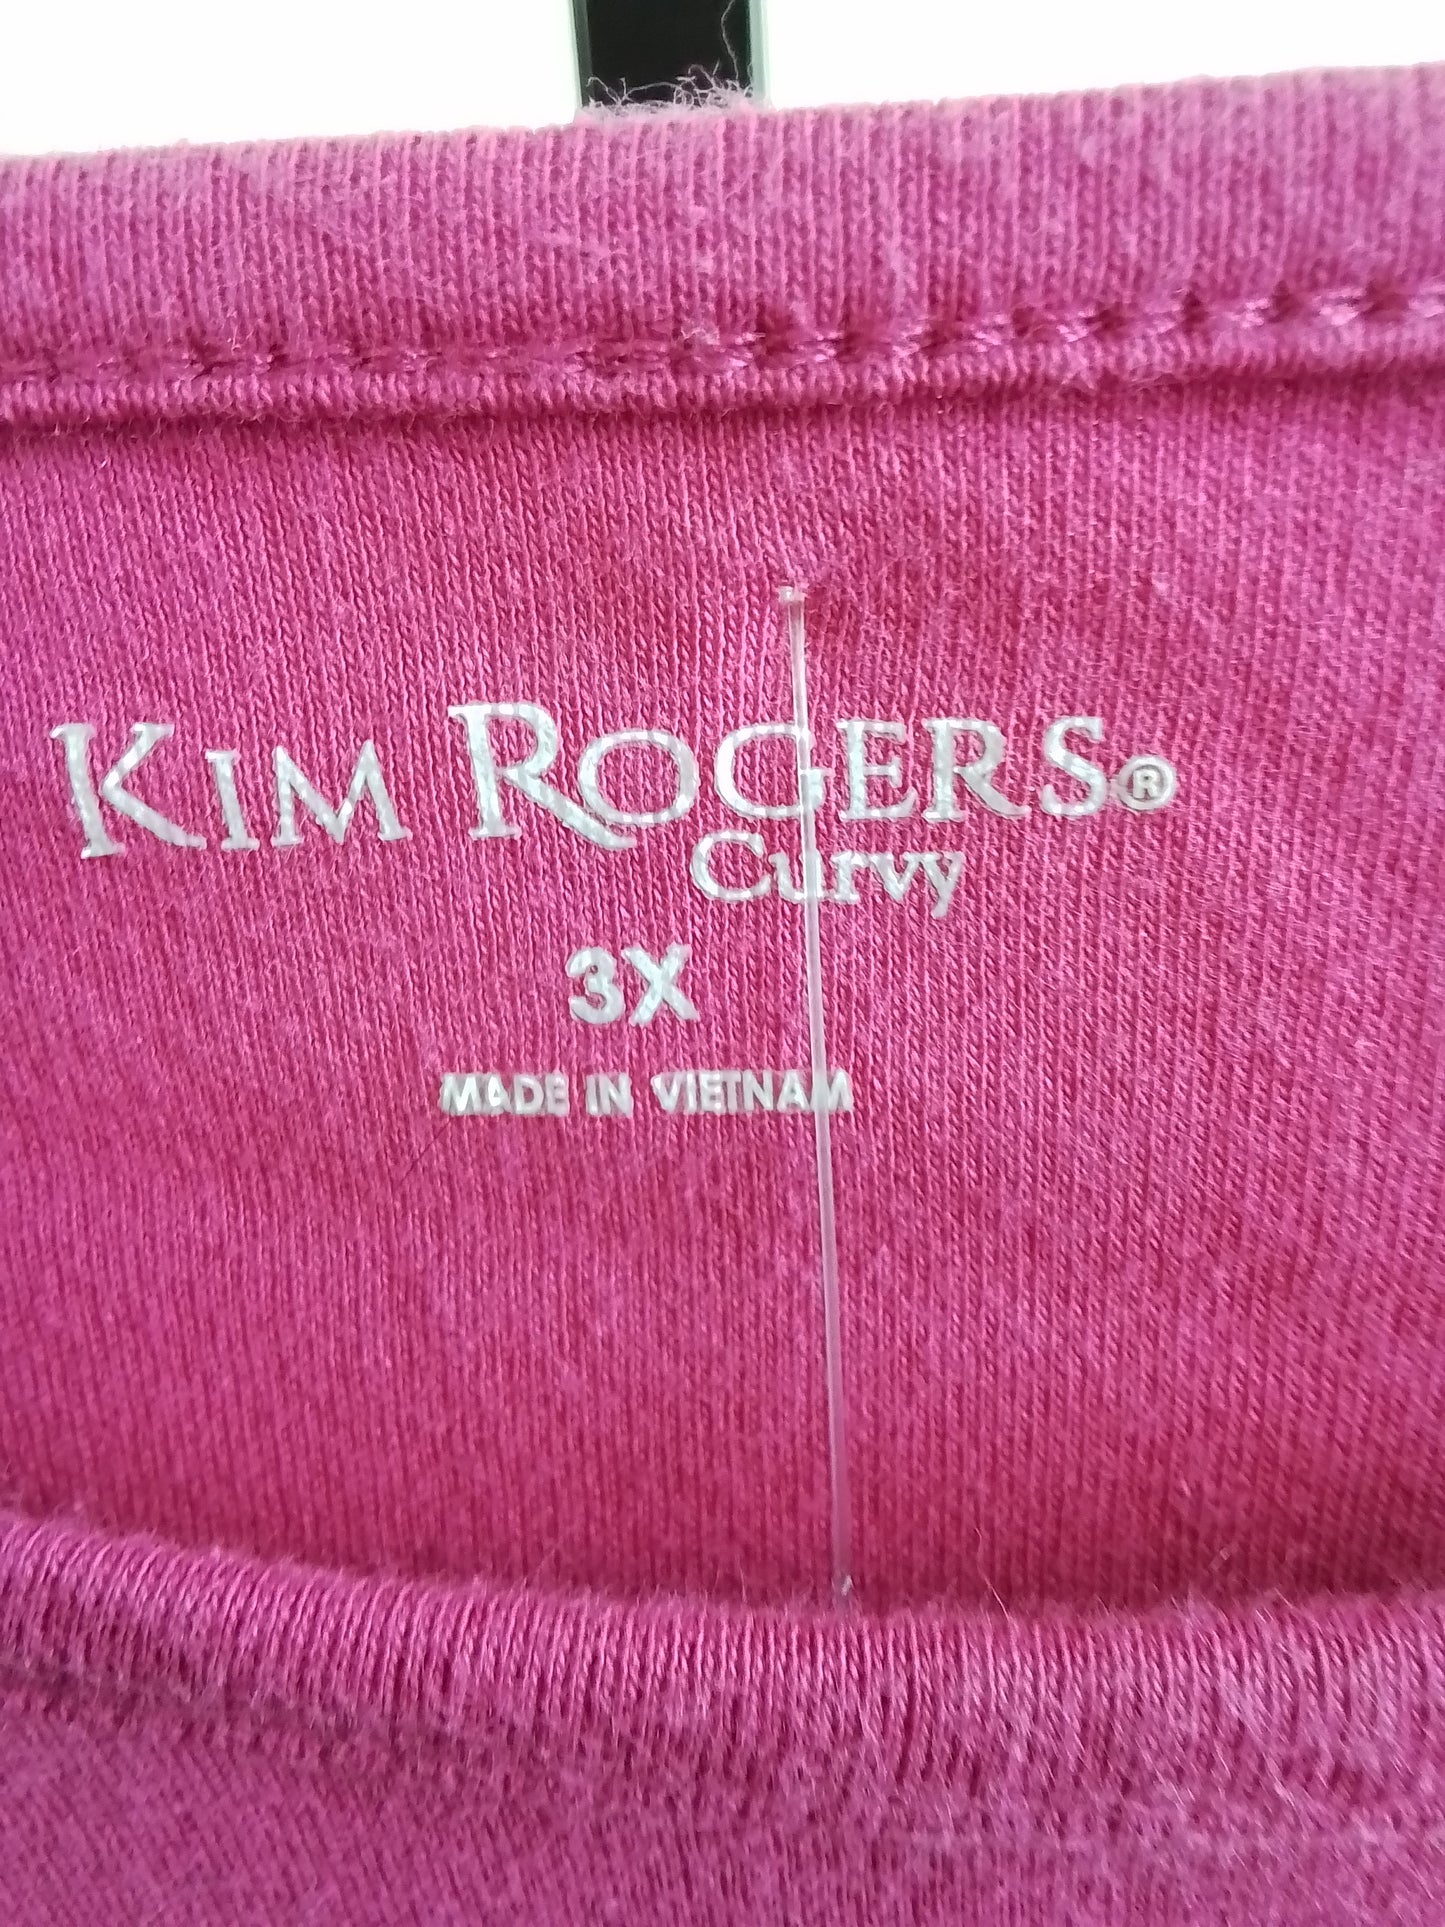 KIM ROGERS®
Curvy
3X
MADE IN VIETNAM